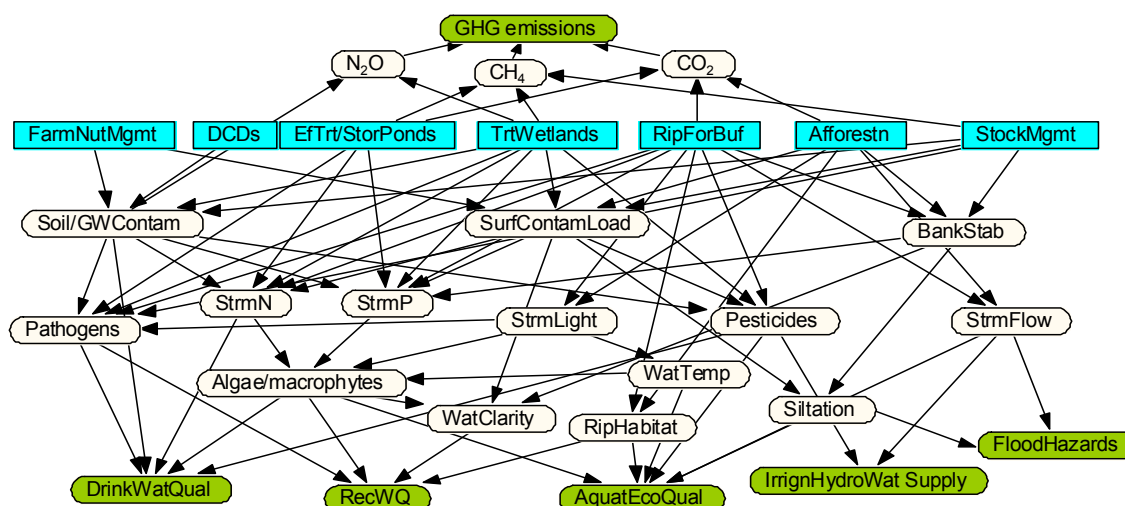 GHG emissions
N₂O
CH₄
CO₂
FarmNutMgmt
DCDs
EfTrt/StorPonds
TrtWetlands
RipForBuf
Afforestn
StockMgmt
Soil/GWContam
SurfContamLoad
BankStab
StrmN
StrmP
Pathogens
StrmLight
Pesticides
StrmFlow
Algae/macrophytes
WatTemp
WatClarity
RipHabitat
Siltation
FloodHazards
DrinkWatQual
RecWQ
AquatEcoQual
IrrignHydroWat Supply